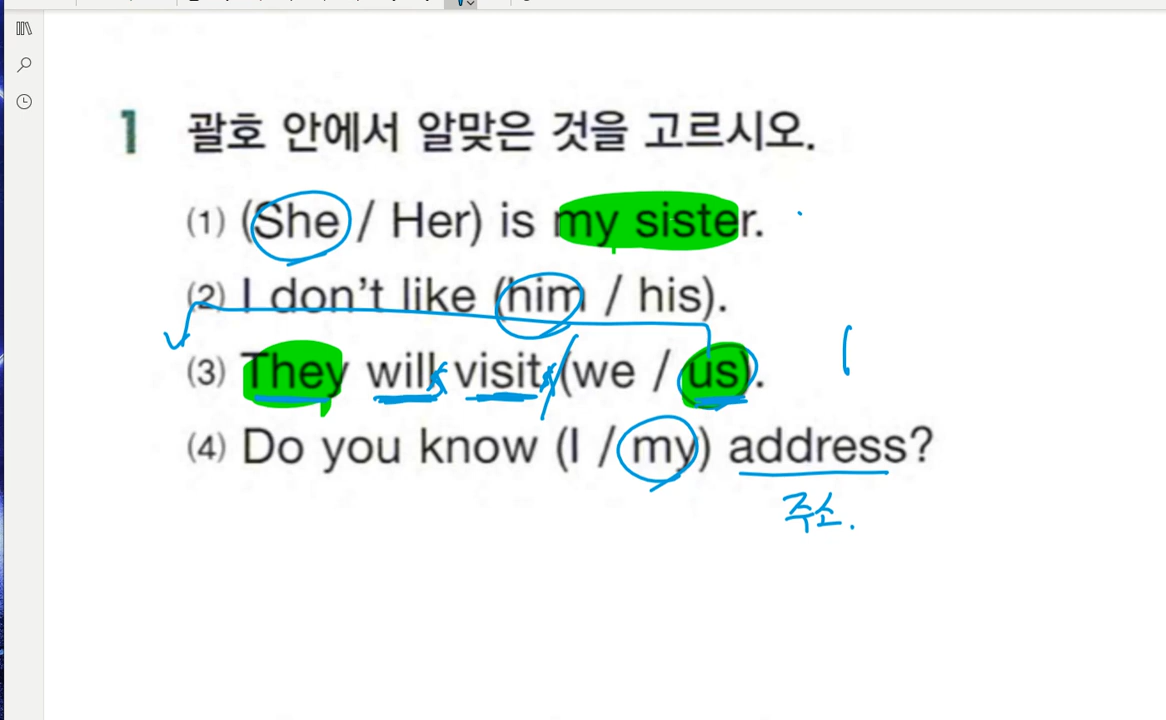 1 괄호 안에서 알맞은 것을 고르시오.
(1) (She / Her) is my sister.
(2) I don't like (him / his).
(3) They will visit (we / us).
(4) Do you know (I / my) address?
주소.